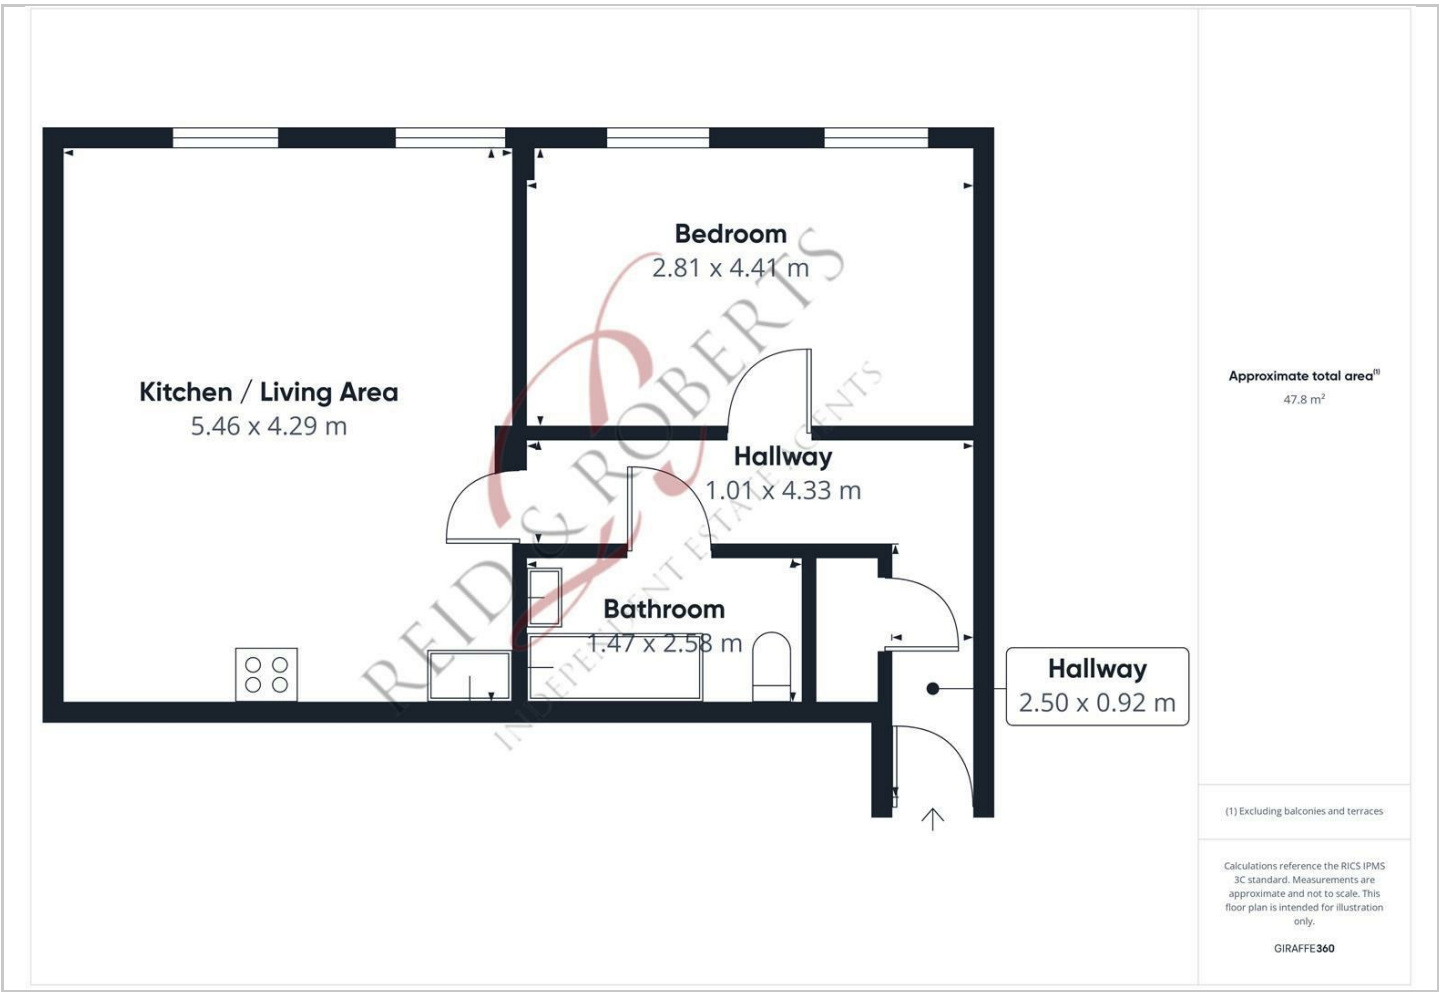 Bedroom
2.81 x 4.41 m
Kitchen / Living Area
5.46 x 4.29 m
Hallway
1.01 x 4.33 m
Bathroom
1.47 x 2.58 m
Hallway
2.50 x 0.92 m
REID & ROBERTS
INDEPENDENT ESTATE AGENTS
Approximate total area(1)
47.8 m²
(1) Excluding balconies and terraces
Calculations reference the RICS IPMS
3C standard. Measurements are
approximate and not to scale. This
floor plan is intended for illustration
only.
GIRAFFE360